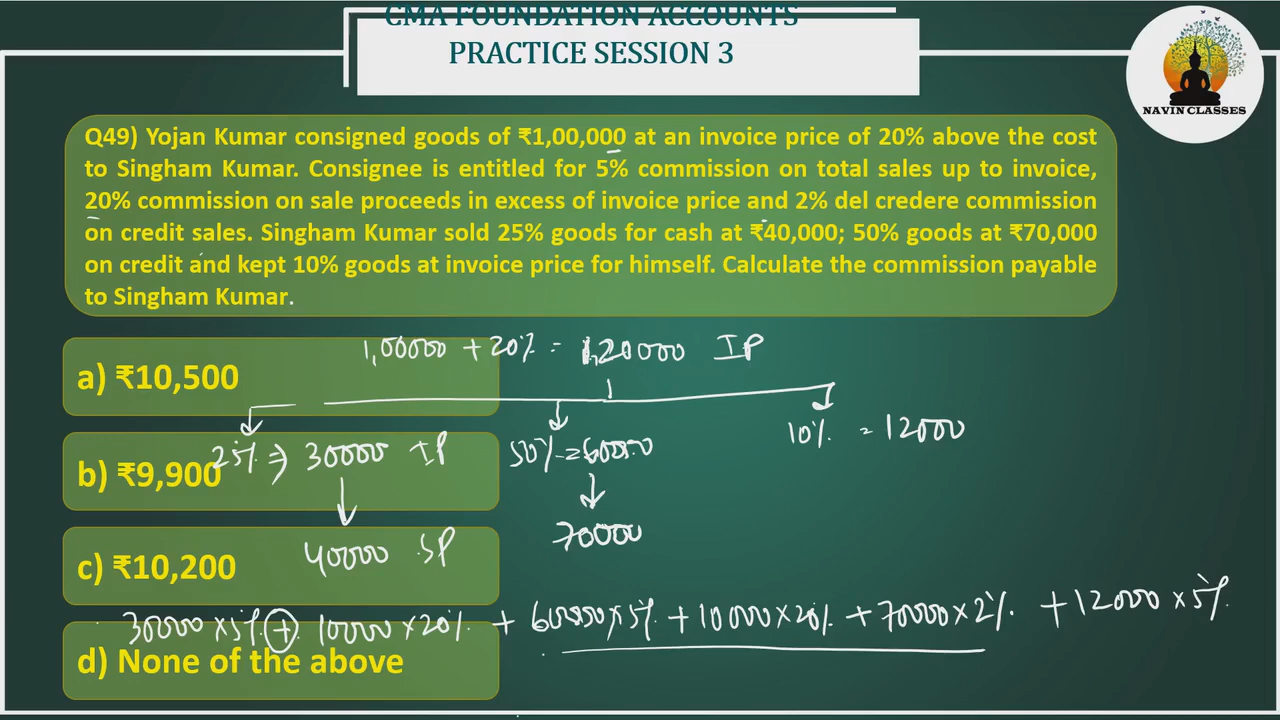 CMA FOUNDATION ACCOUNTS
PRACTICE SESSION 3
NAVIN CLASSES
Q49) Yojan Kumar consigned goods of ₹1,00,000 at an invoice price of 20% above the cost
to Singham Kumar. Consignee is entitled for 5% commission on total sales up to invoice,
20% commission on sale proceeds in excess of invoice price and 2% del credere commission
on credit sales. Singham Kumar sold 25% goods for cash at ₹40,000; 50% goods at ₹70,000
on credit and kept 10% goods at invoice price for himself. Calculate the commission payable
to Singham Kumar.
1,00000 + 20% = 1,20000 IP
a) ₹10,500
10% = 12000
25% ⇒ 30000 IP 50% = 60000
b) ₹9,900
70000
40000 SP
c) ₹10,200
30000 x 5% + 10000 x 20% + 60000 x 5% + 10000 x 20% + 70000 x 2% + 12000 x 5%
d) None of the above